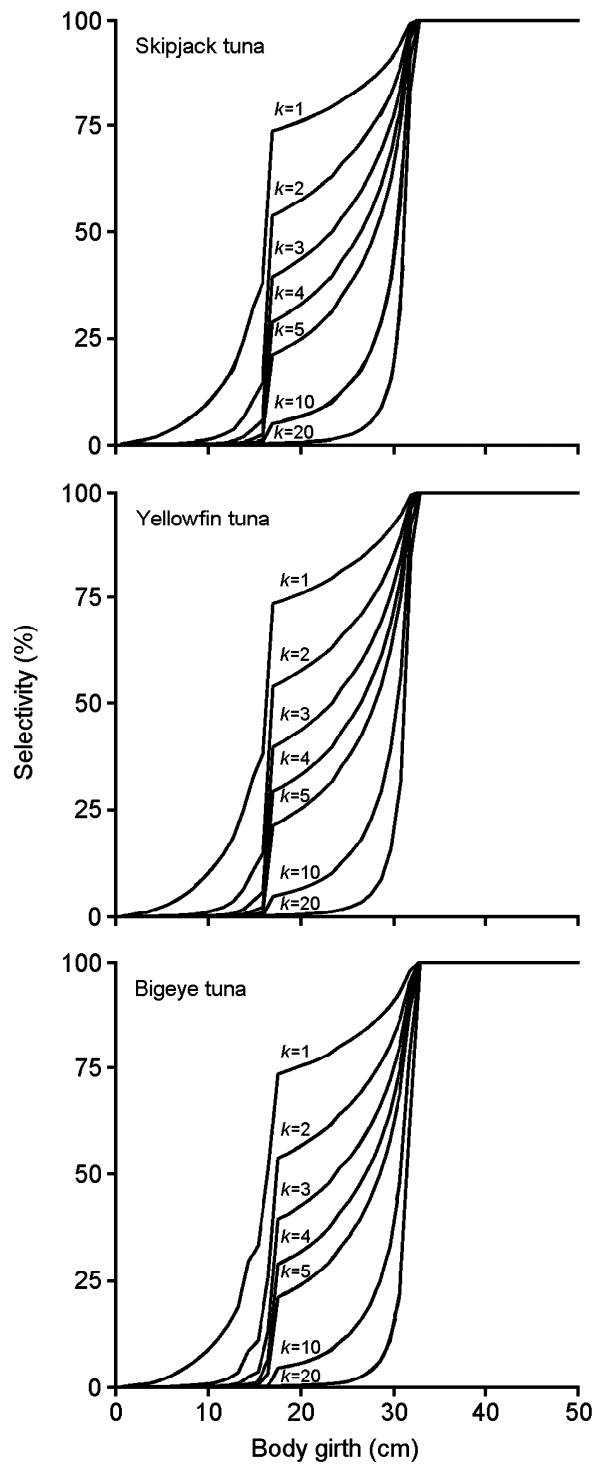 100
Skipjack tuna
k=1
75
k=2
50
k=3
k=4
25
k=5
k=10
k=20
0
100
Yellowfin tuna
k=1
75
k=2
50
k=3
k=4
25
k=5
k=10
k=20
0
Selectivity (%)
100
Bigeye tuna
k=1
75
k=2
50
k=3
k=4
25
k=5
k=10
k=20
0
0 10 20 30 40 50
Body girth (cm)